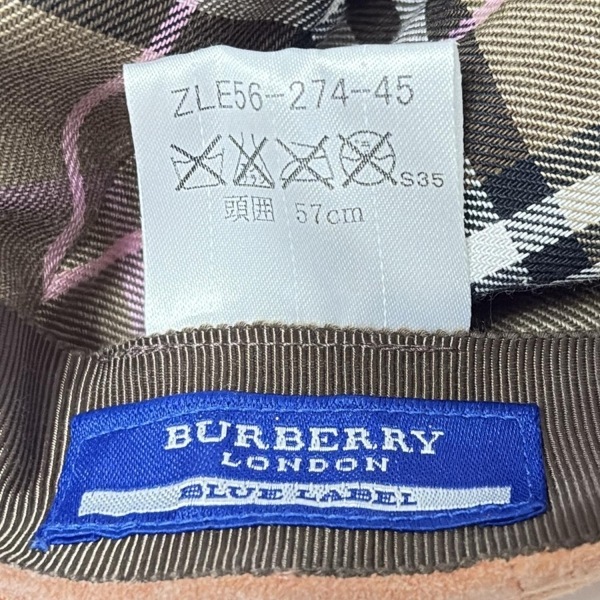 ZLE56-274-45
S35
頭囲 57cm
BURBERRY
LONDON
BLUE LABEL